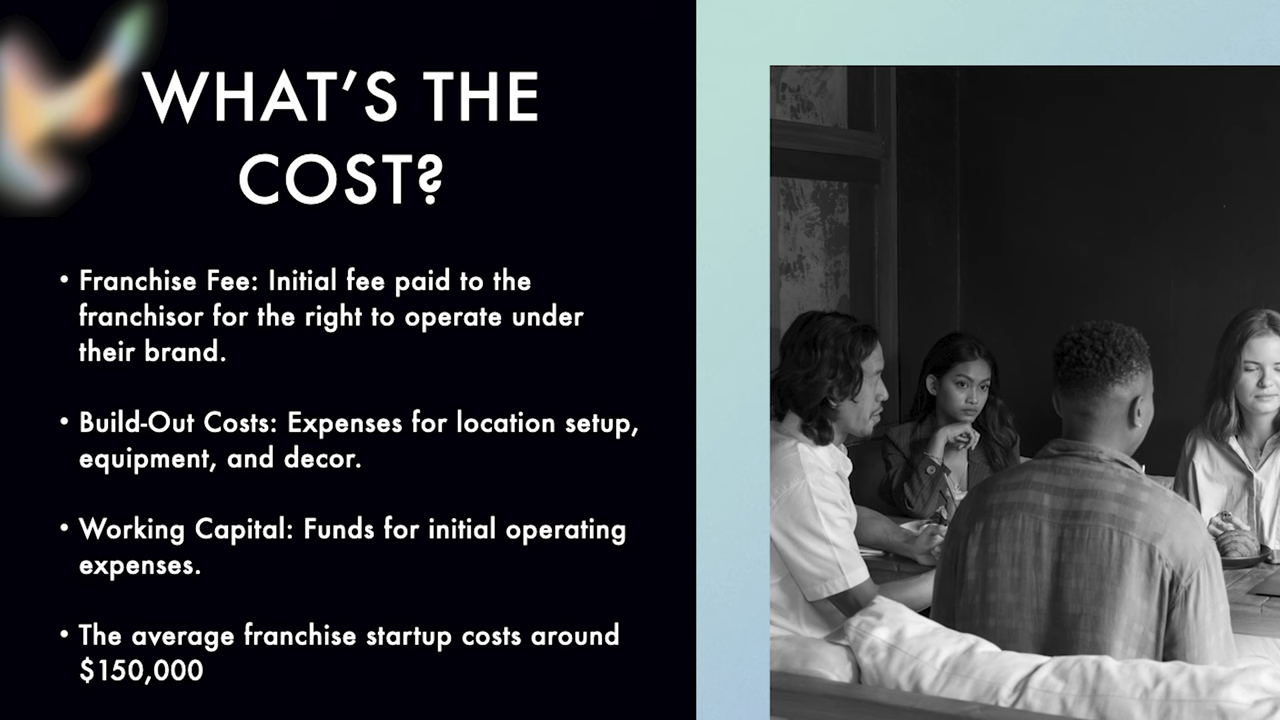 WHAT’S THE
COST?
• Franchise Fee: Initial fee paid to the
franchisor for the right to operate under
their brand.
• Build-Out Costs: Expenses for location setup,
equipment, and decor.
• Working Capital: Funds for initial operating
expenses.
• The average franchise startup costs around
$150,000